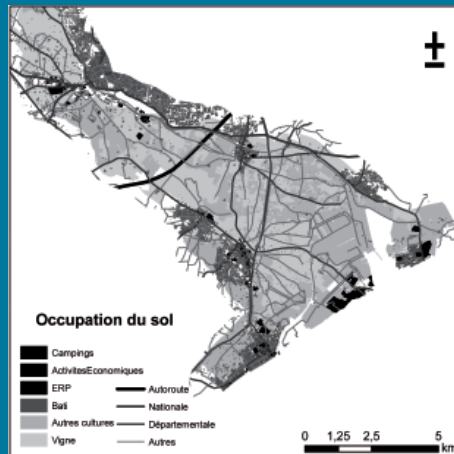 Occupation du sol
Campings
ActivitesEconomiques
ERP
Bati
Autres cultures
Vigne
Autoroute
Nationale
Départementale
Autres
0 1,25 2,5 5
km